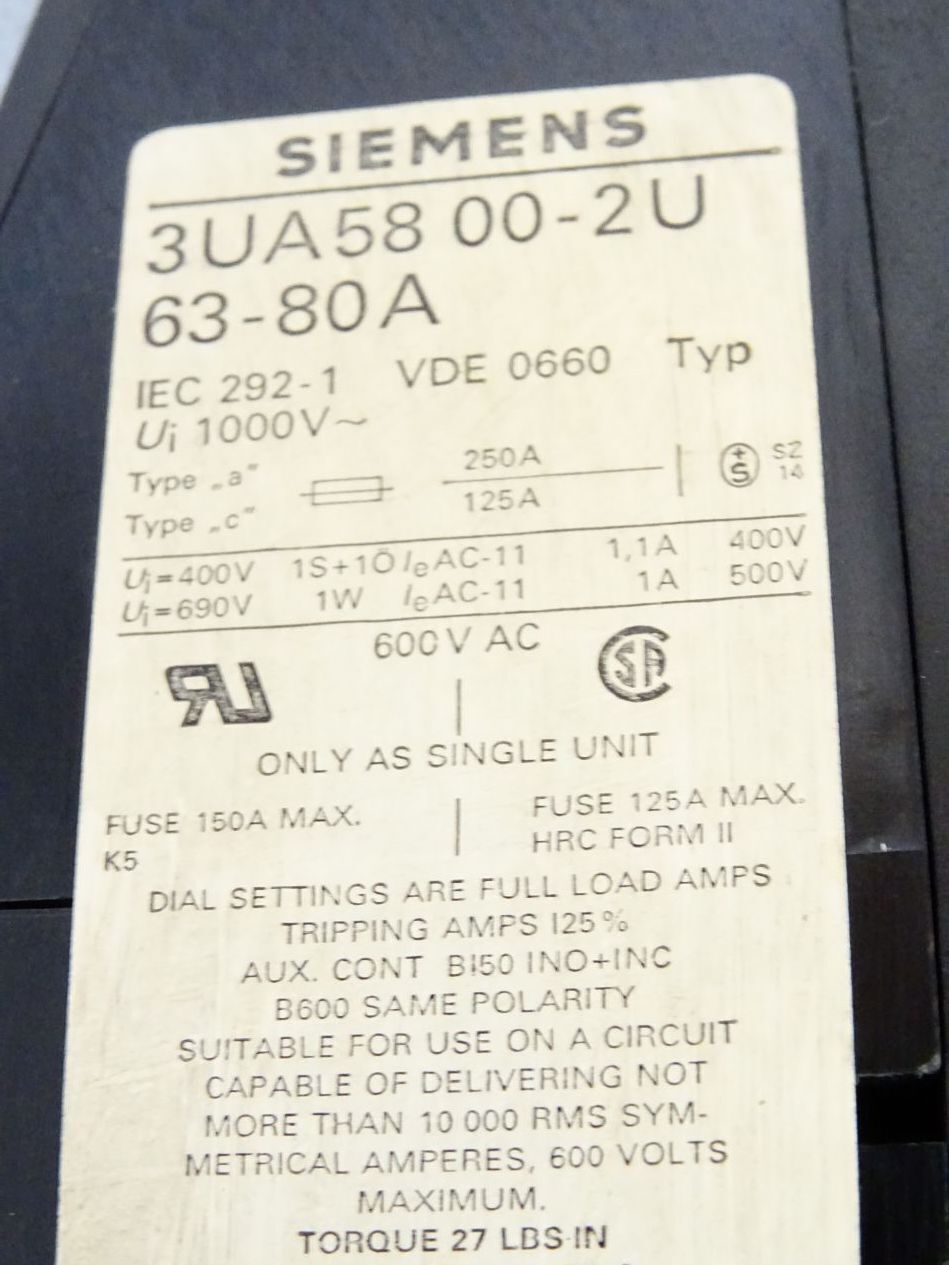 SIEMENS
3UA58 00-2U
63-80A
IEC 292-1 VDE 0660 Typ
Ui 1000V~
Type „a" 250A
Type „c" 125A
+S SZ 14
Ui=400V 1S+1Ö IeAC-11 1,1A 400V
Ui=690V 1W IeAC-11 1A 500V
600V AC
UR SA
ONLY AS SINGLE UNIT
FUSE 150A MAX. FUSE 125A MAX.
K5 HRC FORM II
DIAL SETTINGS ARE FULL LOAD AMPS
TRIPPING AMPS 125%
AUX. CONT B150 1NO+1NC
B600 SAME POLARITY
SUITABLE FOR USE ON A CIRCUIT
CAPABLE OF DELIVERING NOT
MORE THAN 10 000 RMS SYM-
METRICAL AMPERES, 600 VOLTS
MAXIMUM.
TORQUE 27 LBS·IN